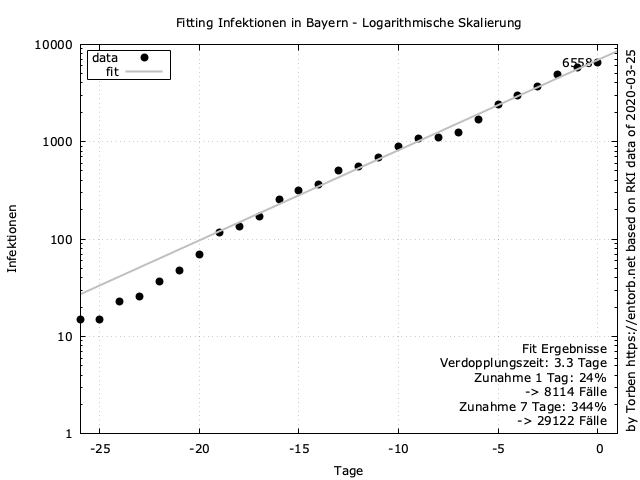 Fitting Infektionen in Bayern - Logarithmische Skalierung
10000
1000
100
10
1
Infektionen
data
fit
6558
Fit Ergebnisse
Verdopplungszeit: 3.3 Tage
Zunahme 1 Tag: 24%
-> 8114 Fälle
Zunahme 7 Tage: 344%
-> 29122 Fälle
-25
-20
-15
-10
-5
0
Tage
by Torben https://entorb.net based on RKI data of 2020-03-25